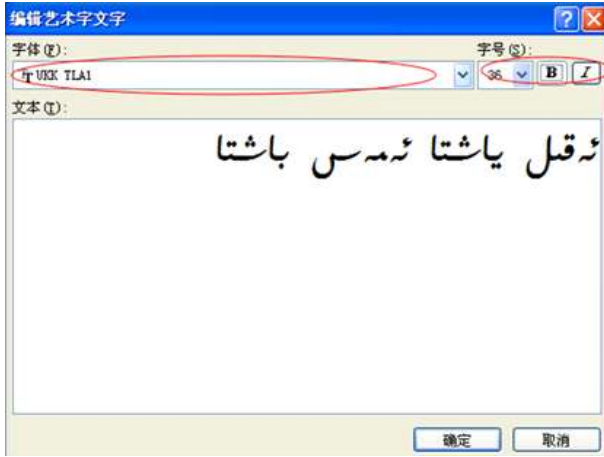 编辑艺术字文字
字体(F): 字号(S):
UKK TLA1 36 B I
文本(T):
ئەقىل ياشتا ئەمەس باشتا
确定 取消